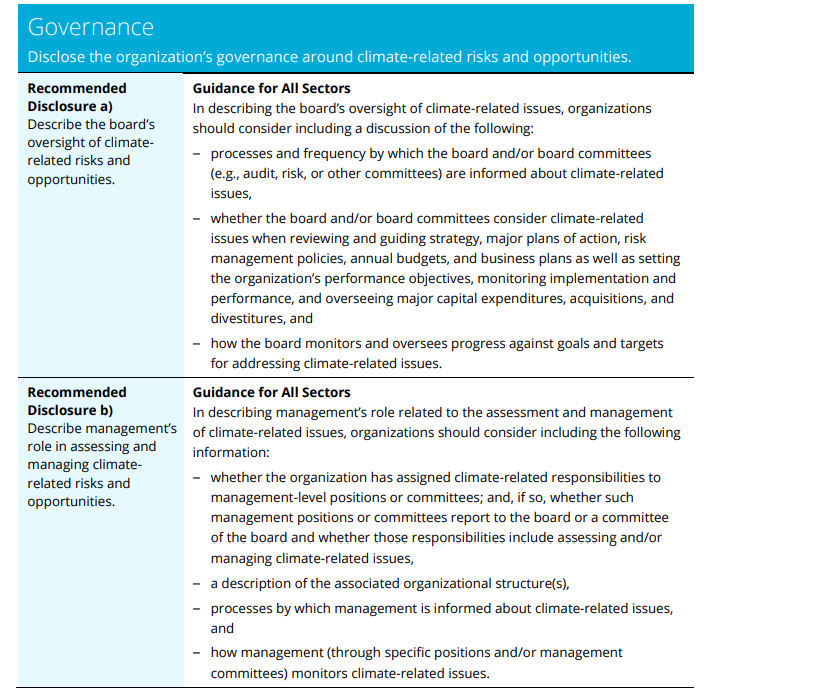 Governance
Disclose the organization's governance around climate-related risks and opportunities.
Recommended
Disclosure a)
Describe the board's
oversight of climate-
related risks and
opportunities.
Guidance for All Sectors
In describing the board's oversight of climate-related issues, organizations
should consider including a discussion of the following:
– processes and frequency by which the board and/or board committees
(e.g., audit, risk, or other committees) are informed about climate-related
issues,
– whether the board and/or board committees consider climate-related
issues when reviewing and guiding strategy, major plans of action, risk
management policies, annual budgets, and business plans as well as setting
the organization's performance objectives, monitoring implementation and
performance, and overseeing major capital expenditures, acquisitions, and
divestitures, and
– how the board monitors and oversees progress against goals and targets
for addressing climate-related issues.
Recommended
Disclosure b)
Describe management's
role in assessing and
managing climate-
related risks and
opportunities.
Guidance for All Sectors
In describing management's role related to the assessment and management
of climate-related issues, organizations should consider including the following
information:
– whether the organization has assigned climate-related responsibilities to
management-level positions or committees; and, if so, whether such
management positions or committees report to the board or a committee
of the board and whether those responsibilities include assessing and/or
managing climate-related issues,
– a description of the associated organizational structure(s),
– processes by which management is informed about climate-related issues,
and
– how management (through specific positions and/or management
committees) monitors climate-related issues.